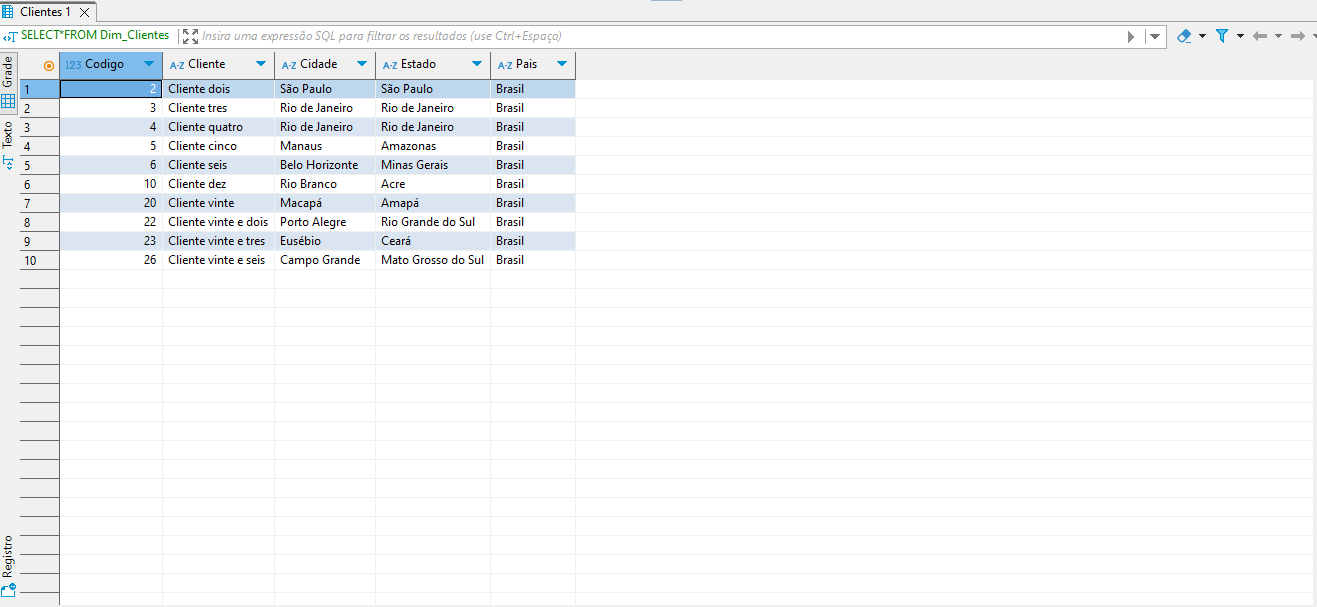 Clientes 1
SELECT*FROM Dim_Clientes Insira uma expressão SQL para filtrar os resultados (use Ctrl+Espaço)
Grade
Texto
Registro
123 Codigo A-Z Cliente A-Z Cidade A-Z Estado A-Z Pais
1 2 Cliente dois São Paulo São Paulo Brasil
2 3 Cliente tres Rio de Janeiro Rio de Janeiro Brasil
3 4 Cliente quatro Rio de Janeiro Rio de Janeiro Brasil
4 5 Cliente cinco Manaus Amazonas Brasil
5 6 Cliente seis Belo Horizonte Minas Gerais Brasil
6 10 Cliente dez Rio Branco Acre Brasil
7 20 Cliente vinte Macapá Amapá Brasil
8 22 Cliente vinte e dois Porto Alegre Rio Grande do Sul Brasil
9 23 Cliente vinte e tres Eusébio Ceará Brasil
10 26 Cliente vinte e seis Campo Grande Mato Grosso do Sul Brasil